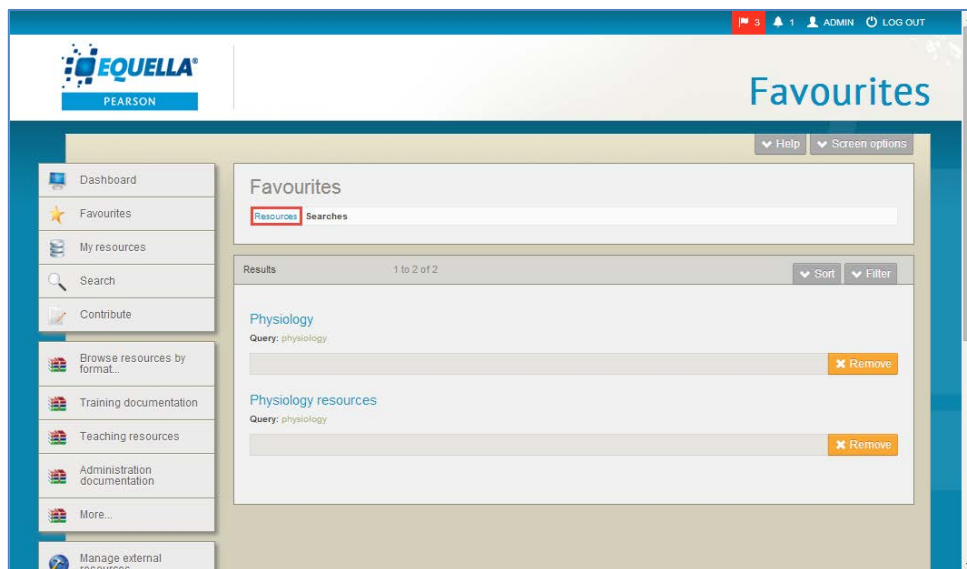 3 1 ADMIN LOG OUT
EQUELLA®
PEARSON
Favourites
Help Screen options
Dashboard
Favourites
My resources
Search
Contribute
Browse resources by
format...
Training documentation
Teaching resources
Administration
documentation
More...
Manage external
resources
Favourites
Resources Searches
Results 1 to 2 of 2 Sort Filter
Physiology
Query: physiology
Remove
Physiology resources
Query: physiology
Remove